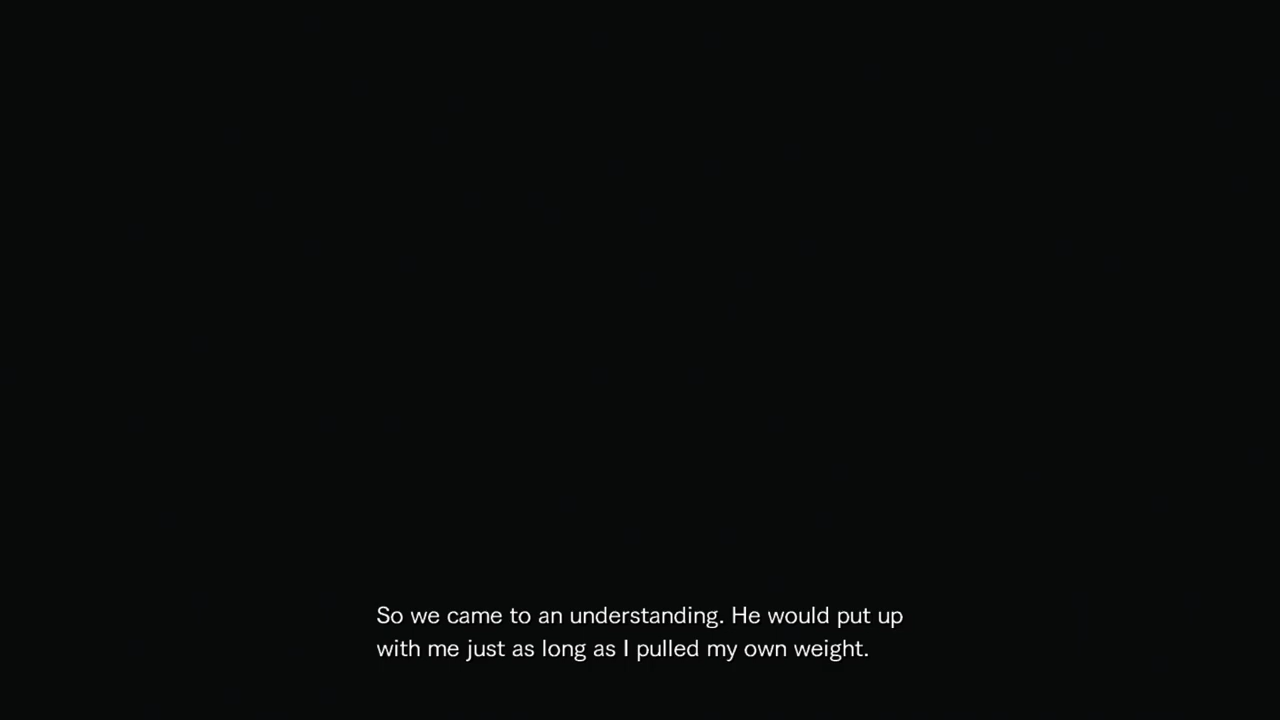 So we came to an understanding. He would put up
with me just as long as I pulled my own weight.